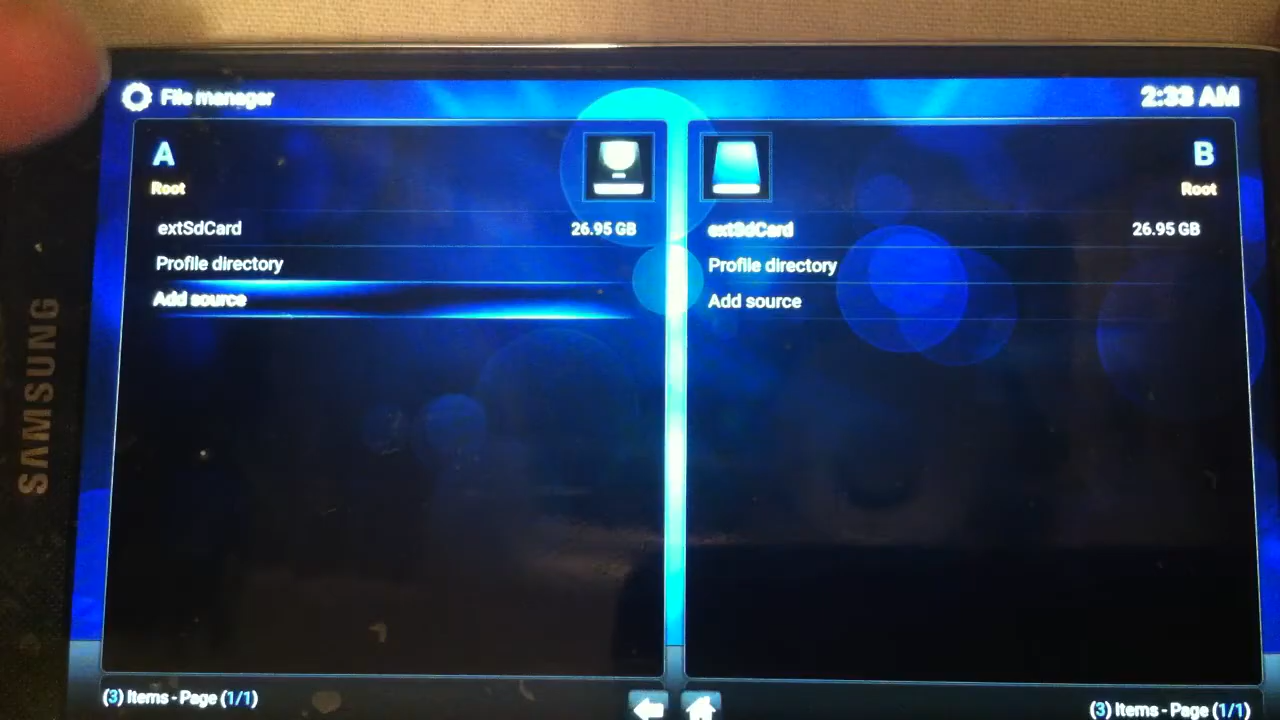 File manager
2:33 AM
A
Root
extSdCard 26.95 GB
Profile directory
Add source
(3) Items - Page (1/1)
B
Root
extSdCard 26.95 GB
Profile directory
Add source
(3) Items - Page (1/1)
SAMSUNG